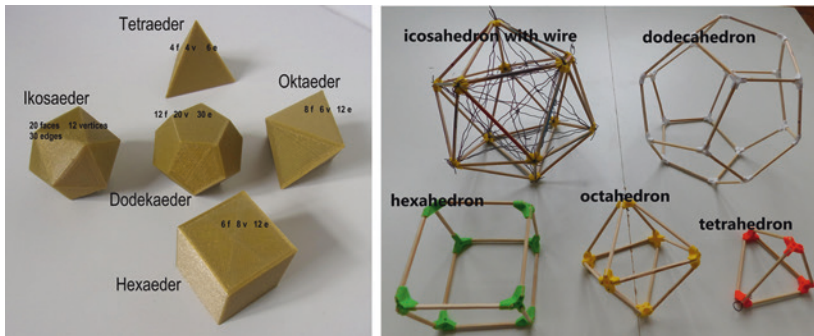 Tetraeder
4 f 4 v 6 e
Ikosaeder
20 faces 12 vertices
30 edges
12 f 20 v 30 e
Oktaeder
8 f 6 v 12 e
Dodekaeder
6 f 8 v 12 e
Hexaeder
icosahedron with wire
dodecahedron
hexahedron
octahedron
tetrahedron